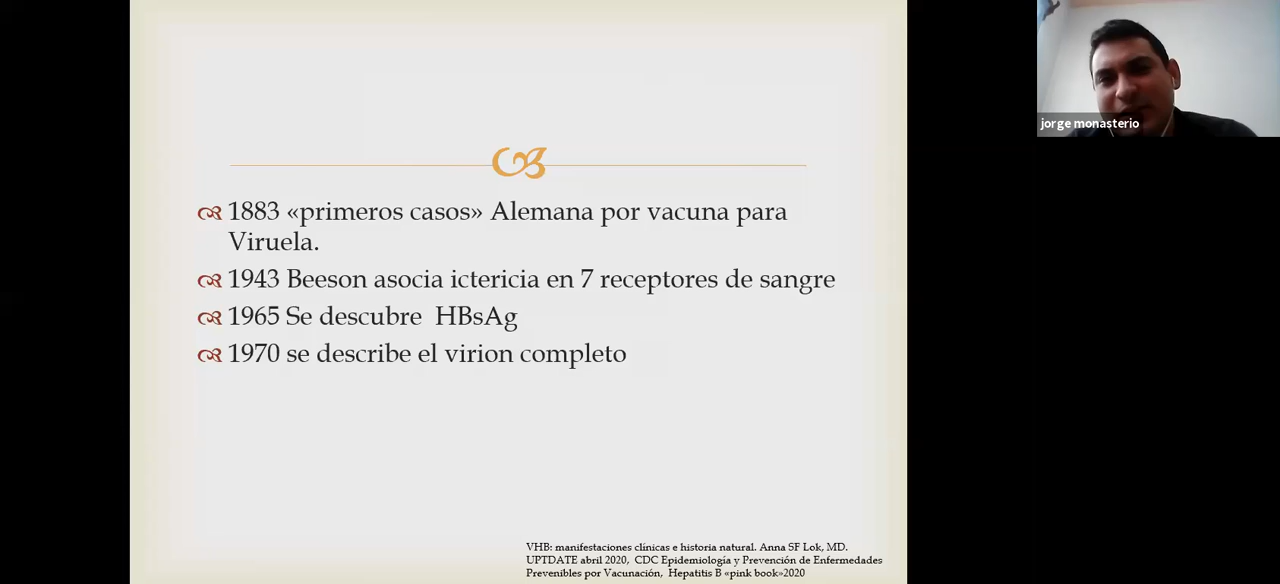 jorge monasterio
1883 «primeros casos» Alemana por vacuna para
Viruela.
1943 Beeson asocia ictericia en 7 receptores de sangre
1965 Se descubre HBsAg
1970 se describe el virion completo
VHB: manifestaciones clínicas e historia natural. Anna SF Lok, MD.
UPTDATE abril 2020, CDC Epidemiología y Prevención de Enfermedades
Prevenibles por Vacunación, Hepatitis B «pink book»2020